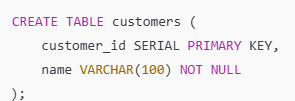 CREATE TABLE customers (
    customer_id SERIAL PRIMARY KEY,
    name VARCHAR(100) NOT NULL
);